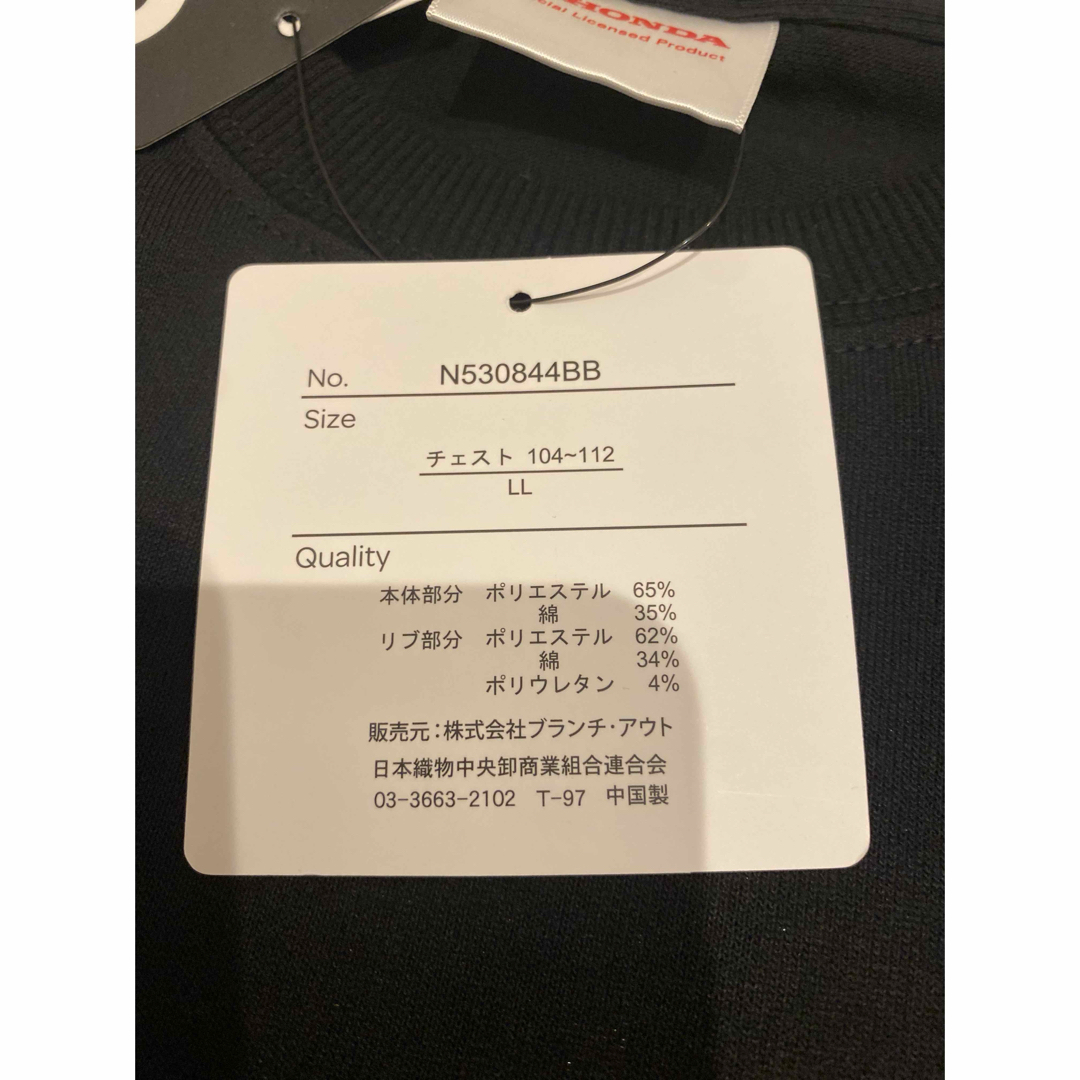 HONDA
Licensed Product
No. N530844BB
Size
チェスト 104~112
LL
Quality
本体部分 ポリエステル 65%
綿 35%
リブ部分 ポリエステル 62%
綿 34%
ポリウレタン 4%
販売元:株式会社ブランチ・アウト
日本織物中央卸商業組合連合会
03-3663-2102 T-97 中国製